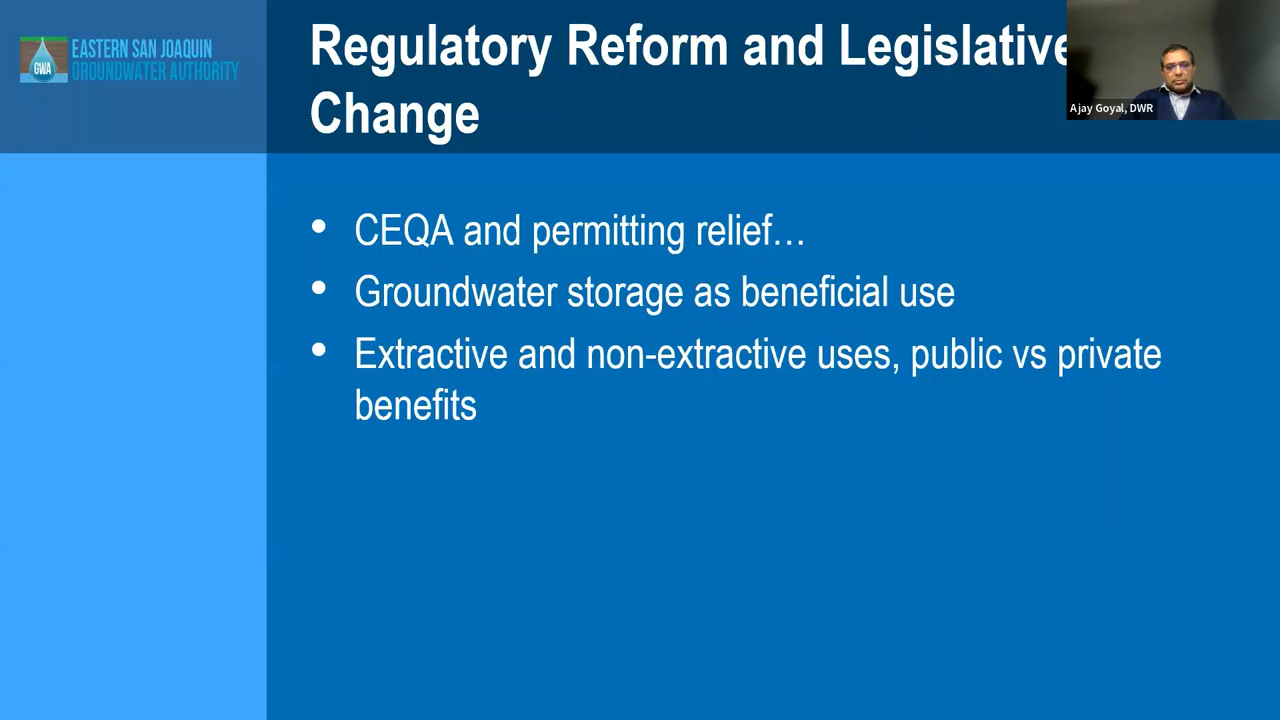 EASTERN SAN JOAQUIN
GROUNDWATER AUTHORITY
GWA
Regulatory Reform and Legislative
Change
Ajay Goyal, DWR
• CEQA and permitting relief…
• Groundwater storage as beneficial use
• Extractive and non-extractive uses, public vs private
benefits